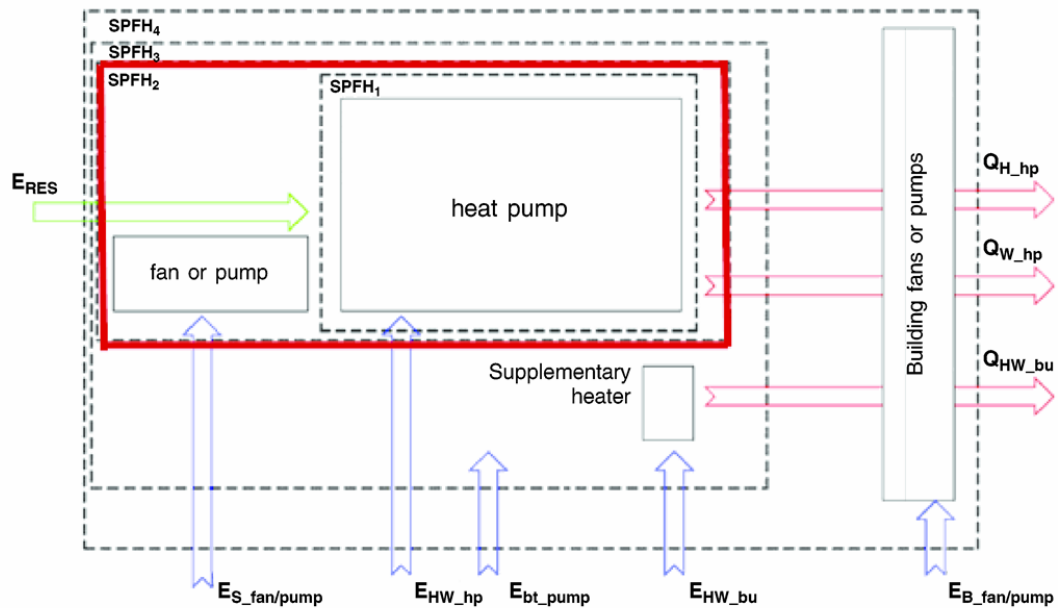 SPFH4
SPFH3
SPFH2
SPFH1
ERES
heat pump
fan or pump
Building fans or pumps
QH_hp
QW_hp
Supplementary
heater
QHW_bu
ES_fan/pump
EHW_hp
Ebt_pump
EHW_bu
EB_fan/pump